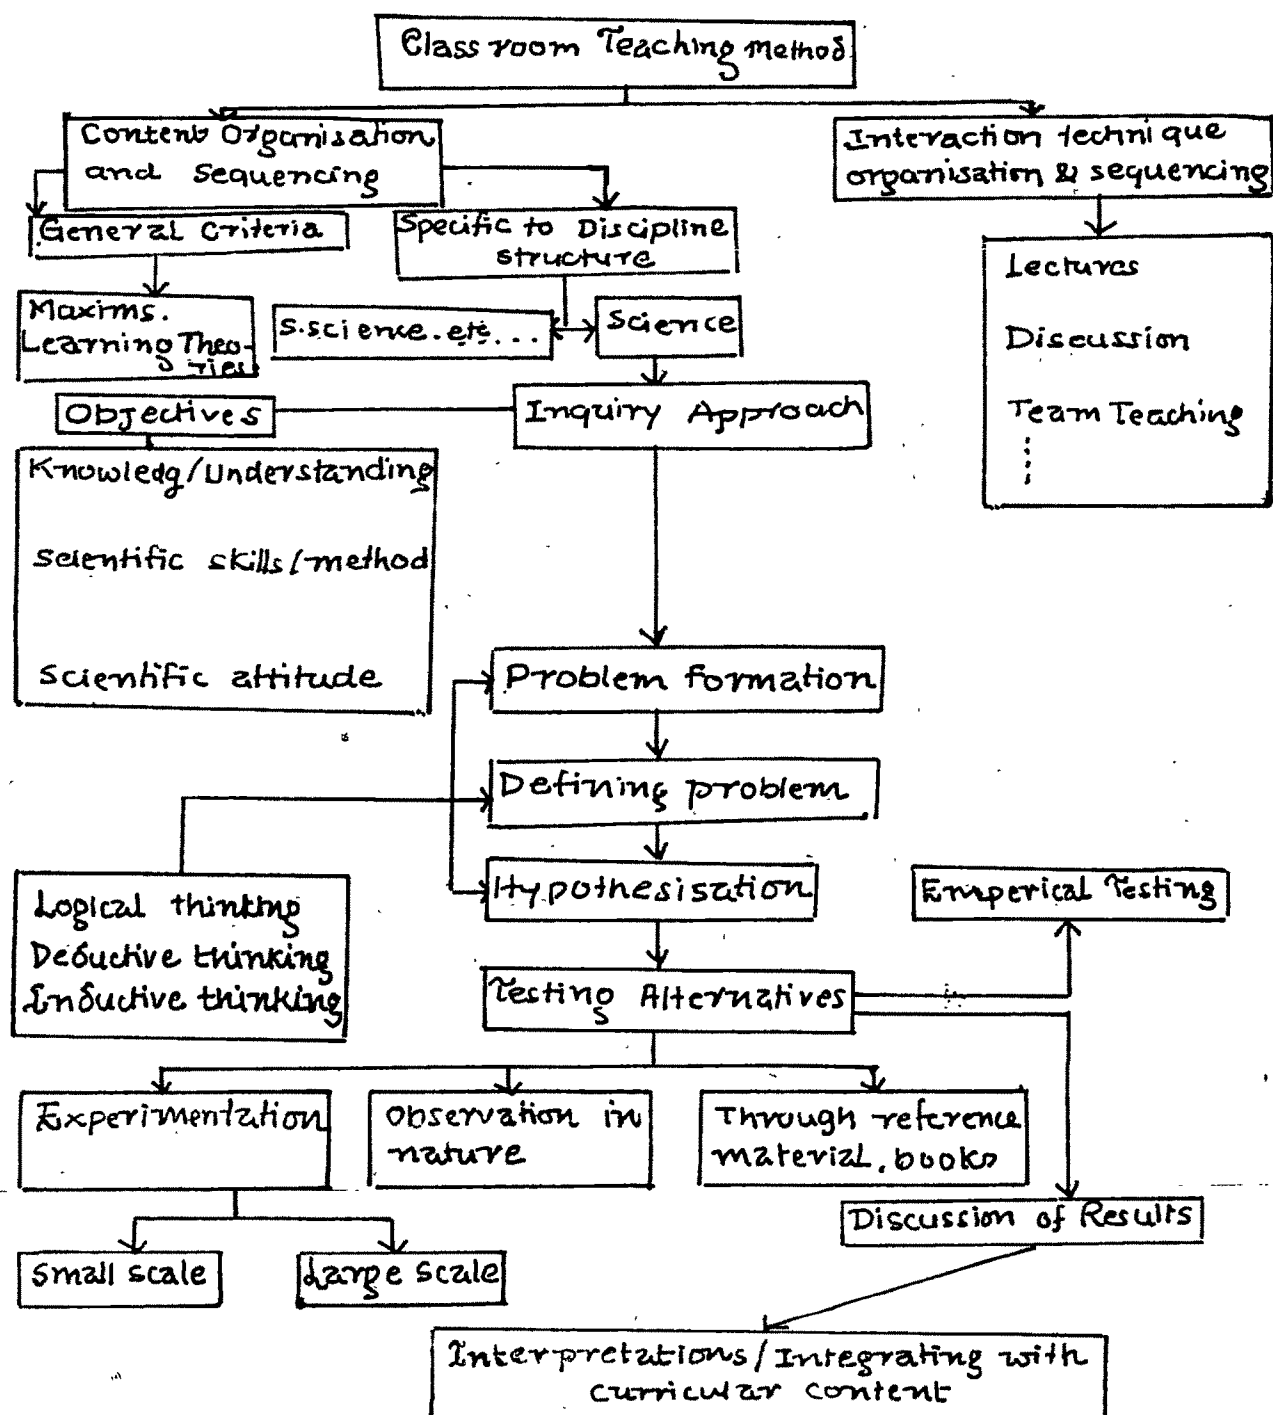 Class room Teaching method
Content Organisation
and Sequencing
Interaction technique
organisation & sequencing
General Criteria
Specific to Discipline
structure
Lectures
Discussion
Team Teaching
Maxims.
Learning Theo-
ries
S.science.etc...
Science
Objectives
Inquiry Approach
Knowledg/Understanding
Scientific skills/method
Scientific attitude
Problem formation
Defining problem
Hypothesisation
Emperical Testing
Logical thinking
Deductive thinking
Inductive thinking
Testing Alternatives
Experimentation
Observation in
nature
Through reference
material.books
Discussion of Results
Small scale
Large scale
Interpretations/Integrating with
curricular content